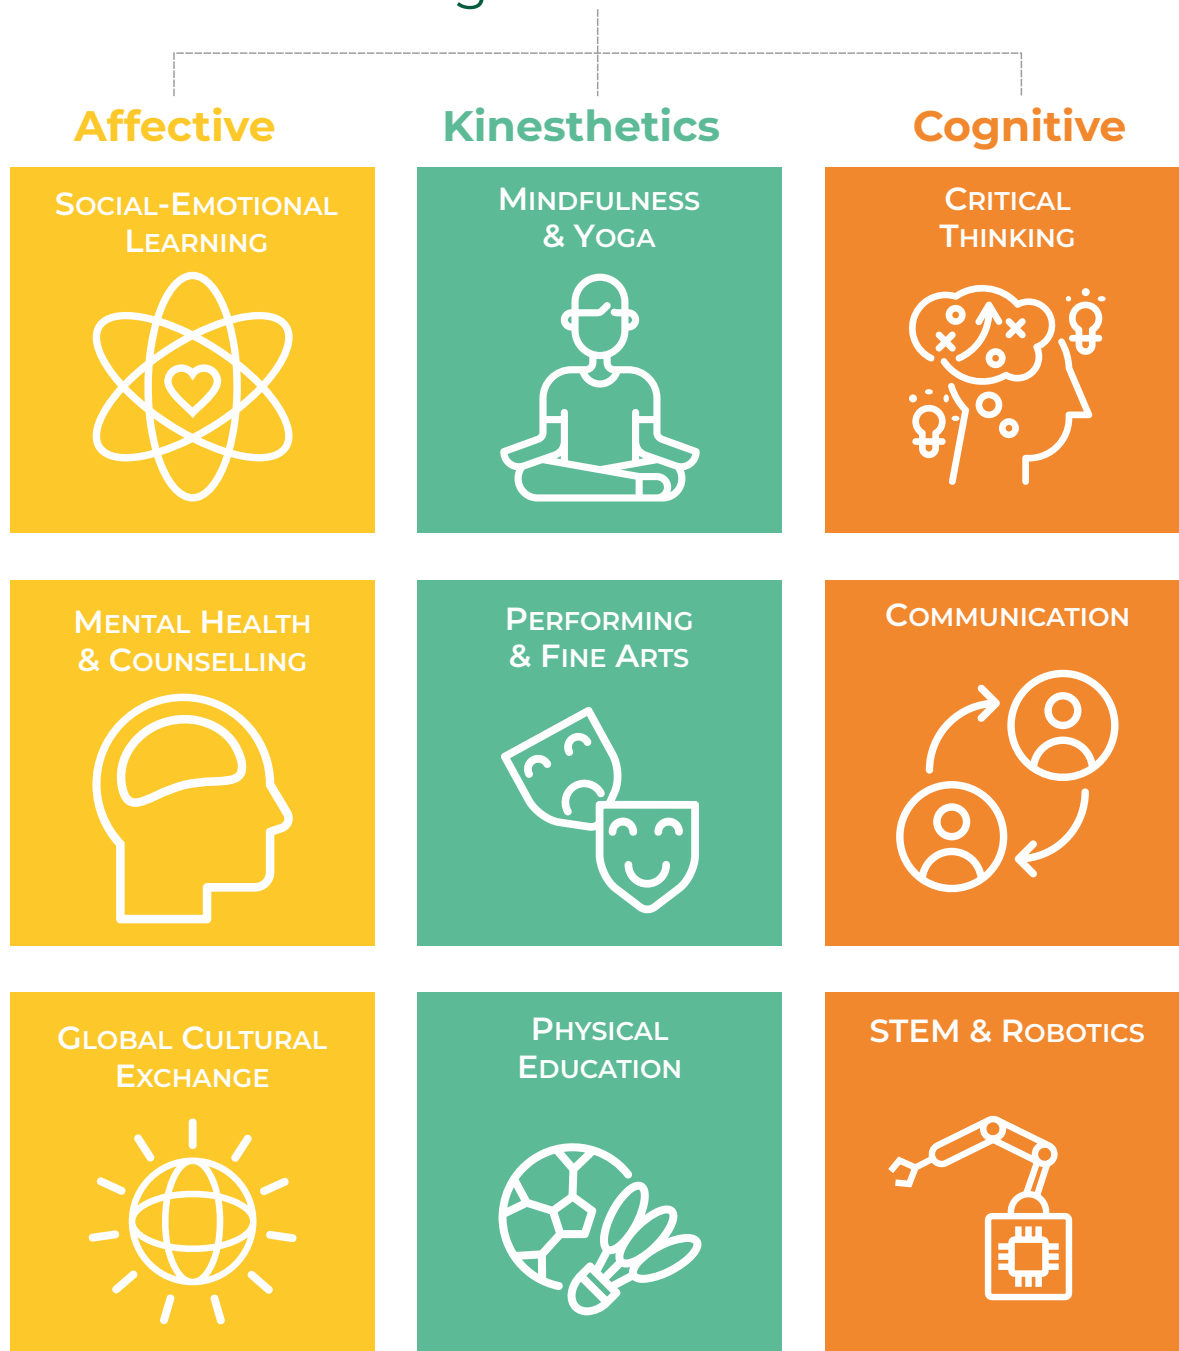 Affective
Kinesthetics
Cognitive
Social-Emotional
Learning
Mindfulness
& Yoga
Critical
Thinking
Mental Health
& Counselling
Performing
& Fine Arts
Communication
Global Cultural
Exchange
Physical
Education
STEM & Robotics